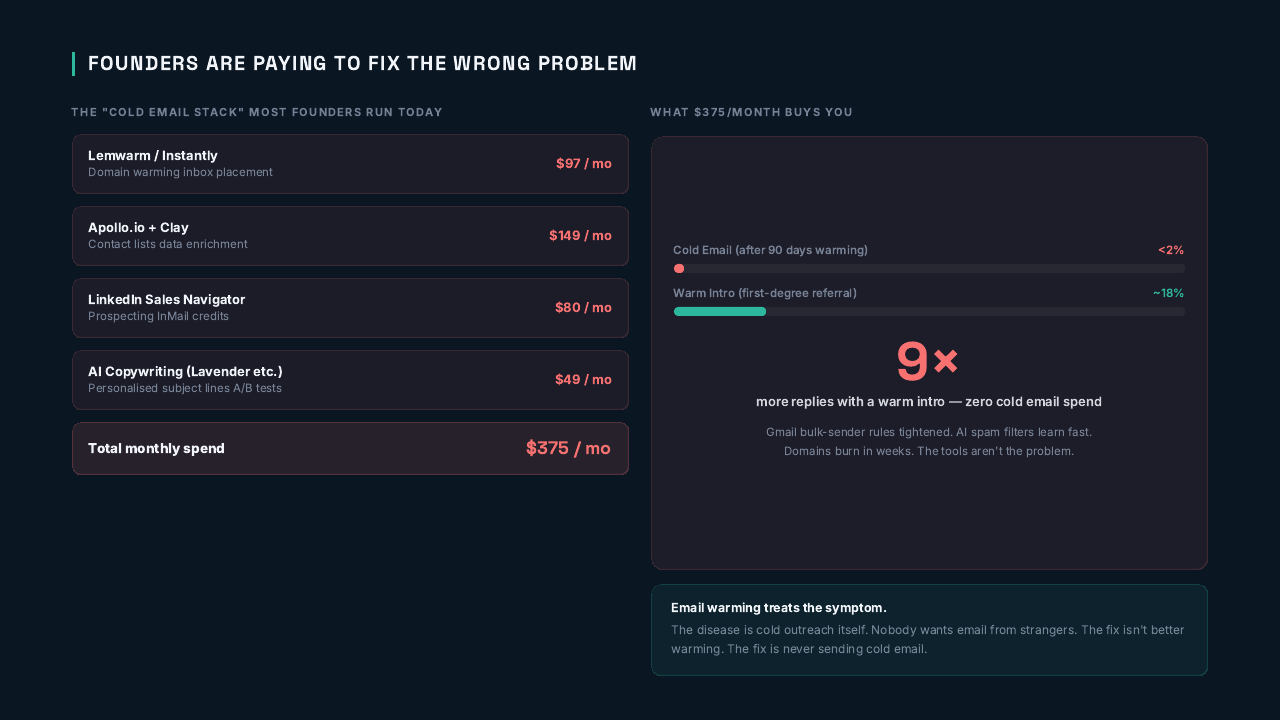 FOUNDERS ARE PAYING TO FIX THE WRONG PROBLEM
THE "COLD EMAIL STACK" MOST FOUNDERS RUN TODAY
Lemwarm / Instantly
Domain warming inbox placement
$97 / mo
Apollo.io + Clay
Contact lists data enrichment
$149 / mo
LinkedIn Sales Navigator
Prospecting InMail credits
$80 / mo
AI Copywriting (Lavender etc.)
Personalised subject lines A/B tests
$49 / mo
Total monthly spend
$375 / mo
WHAT $375/MONTH BUYS YOU
Cold Email (after 90 days warming)
<2%
Warm Intro (first-degree referral)
~18%
9×
more replies with a warm intro — zero cold email spend
Gmail bulk-sender rules tightened. AI spam filters learn fast.
Domains burn in weeks. The tools aren't the problem.
Email warming treats the symptom.
The disease is cold outreach itself. Nobody wants email from strangers. The fix isn't better
warming. The fix is never sending cold email.